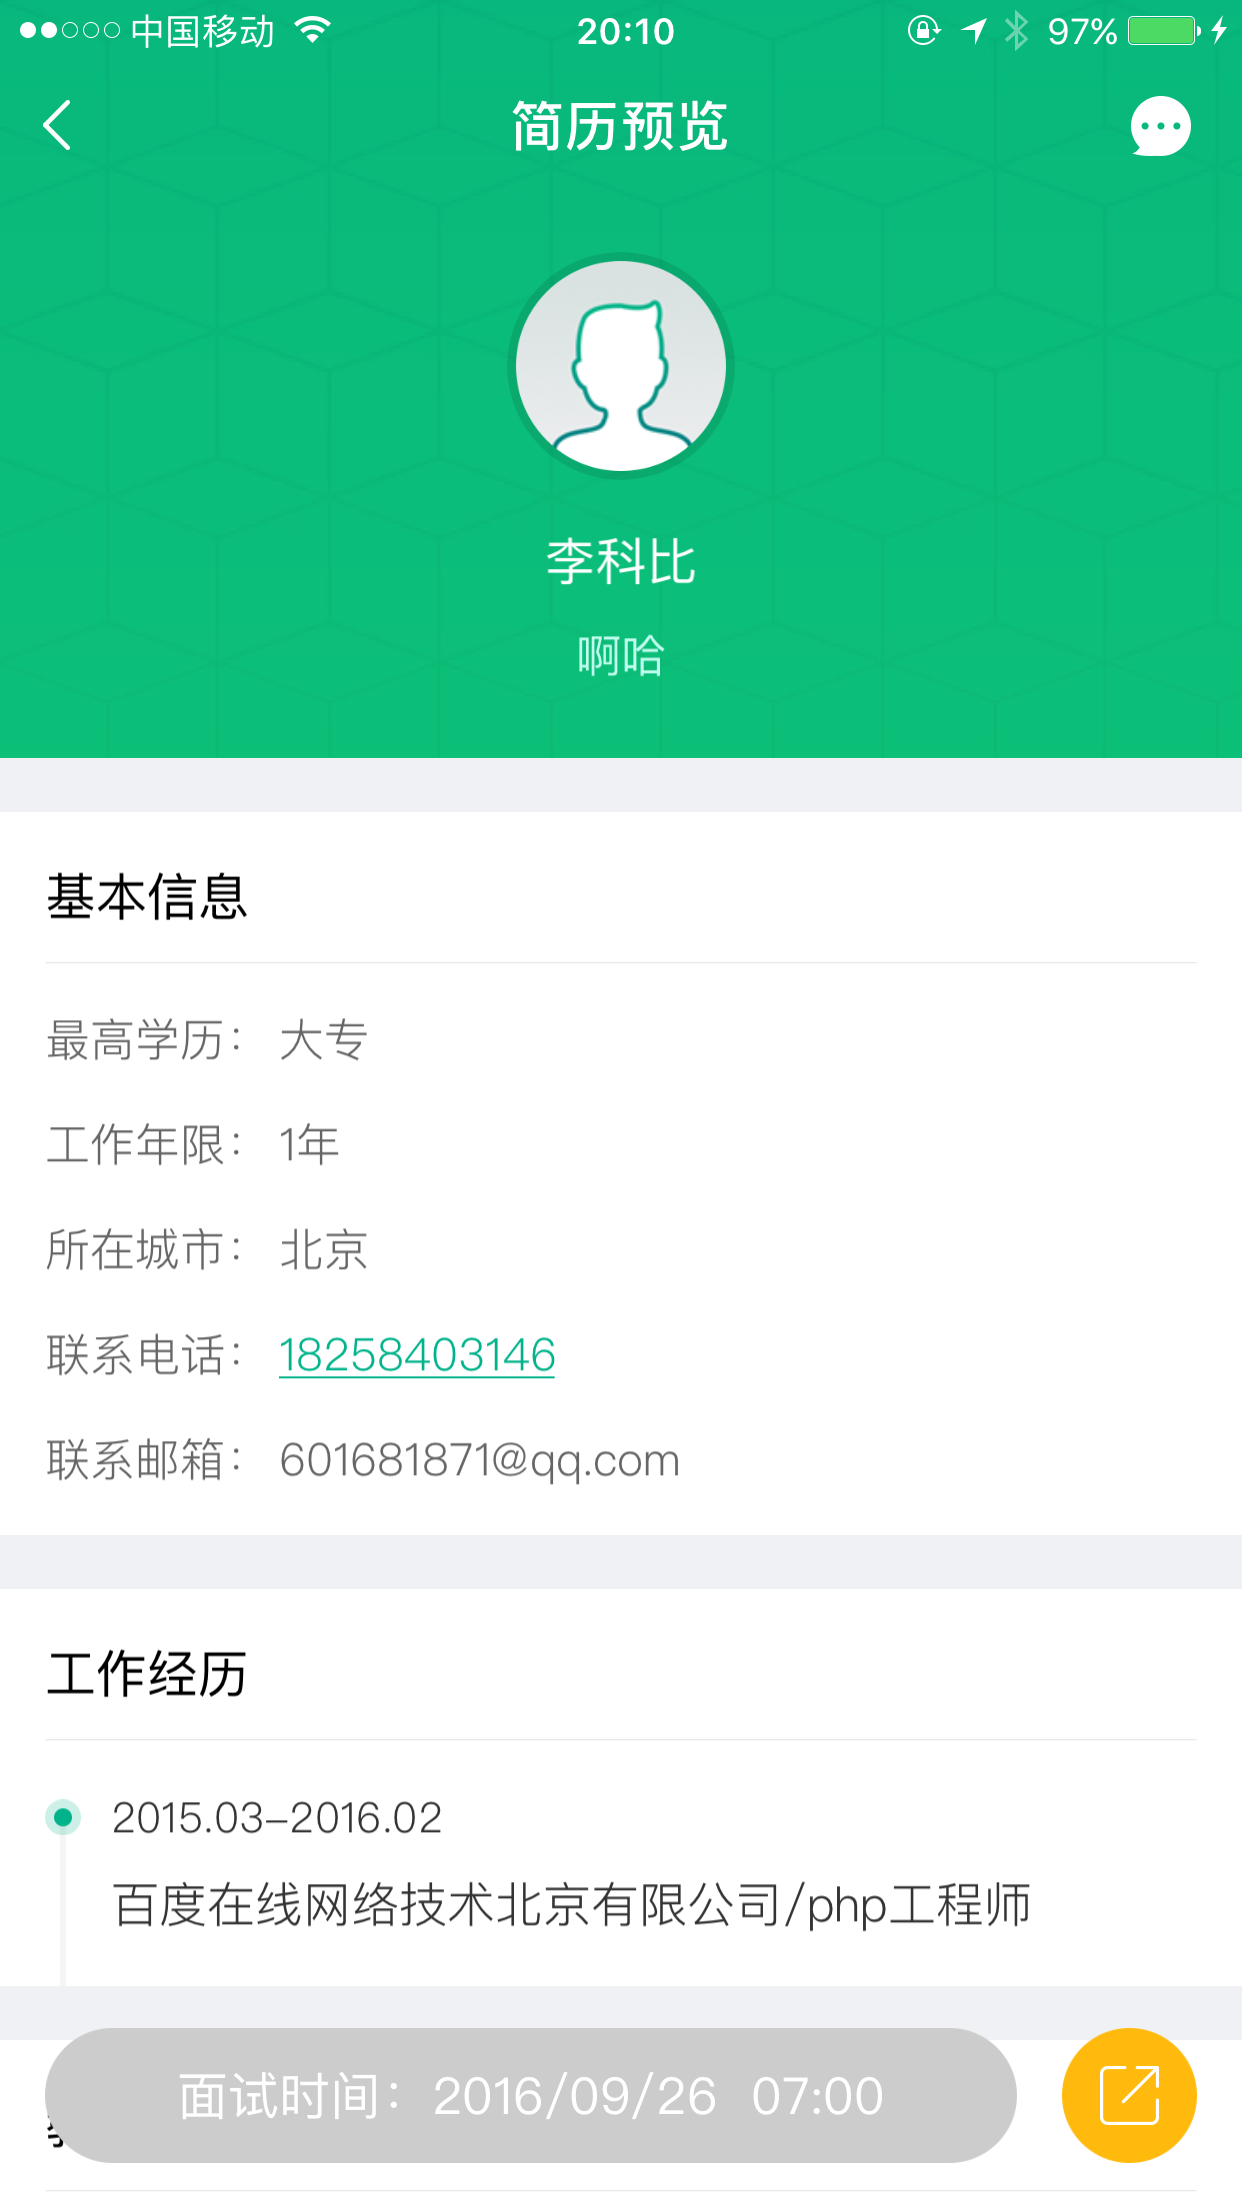 中国移动 20:10 97%
简历预览
李科比
啊哈
基本信息
最高学历： 大专
工作年限： 1年
所在城市： 北京
联系电话： 18258403146
联系邮箱： 601681871@qq.com
工作经历
2015.03-2016.02
百度在线网络技术北京有限公司/php工程师
面试时间：2016/09/26 07:00